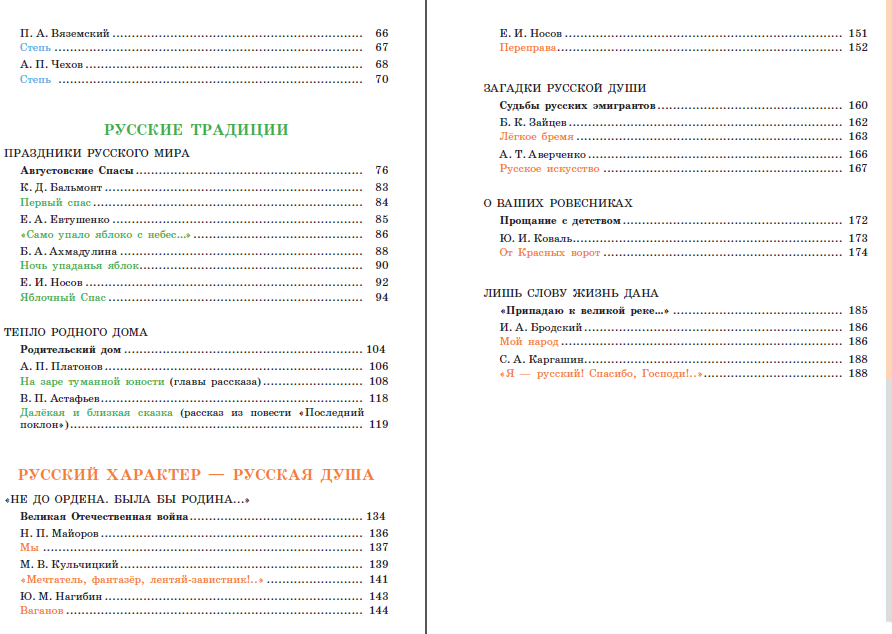 П. А. Вяземский ........ 66
Степь ........ 67
А. П. Чехов ........ 68
Степь ........ 70
РУССКИЕ ТРАДИЦИИ
ПРАЗДНИКИ РУССКОГО МИРА
Августовские Спасы ........ 76
К. Д. Бальмонт ........ 83
Первый спас ........ 84
Е. А. Евтушенко ........ 85
«Само упало яблоко с небес...» ........ 86
Б. А. Ахмадулина ........ 88
Ночь упаданья яблок ........ 90
Е. И. Носов ........ 92
Яблочный Спас ........ 94
ТЕПЛО РОДНОГО ДОМА
Родительский дом ........ 104
А. П. Платонов ........ 106
На заре туманной юности (главы рассказа) ........ 108
В. П. Астафьев ........ 118
Далёкая и близкая сказка (рассказ из повести «Последний
поклон») ........ 119
РУССКИЙ ХАРАКТЕР — РУССКАЯ ДУША
«НЕ ДО ОРДЕНА. БЫЛА БЫ РОДИНА...»
Великая Отечественная война ........ 134
Н. П. Майоров ........ 136
Мы ........ 137
М. В. Кульчицкий ........ 139
«Мечтатель, фантазёр, лентяй-завистник!..» ........ 141
Ю. М. Нагибин ........ 143
Ваганов ........ 144
Е. И. Носов ........ 151
Переправа ........ 152
ЗАГАДКИ РУССКОЙ ДУШИ
Судьбы русских эмигрантов ........ 160
Б. К. Зайцев ........ 162
Лёгкое бремя ........ 163
А. Т. Аверченко ........ 166
Русское искусство ........ 167
О ВАШИХ РОВЕСНИКАХ
Прощание с детством ........ 172
Ю. И. Коваль ........ 173
От Красных ворот ........ 174
ЛИШЬ СЛОВУ ЖИЗНЬ ДАНА
«Припадаю к великой реке...» ........ 185
И. А. Бродский ........ 186
Мой народ ........ 186
С. А. Каргашин ........ 188
«Я — русский! Спасибо, Господи!..» ........ 188